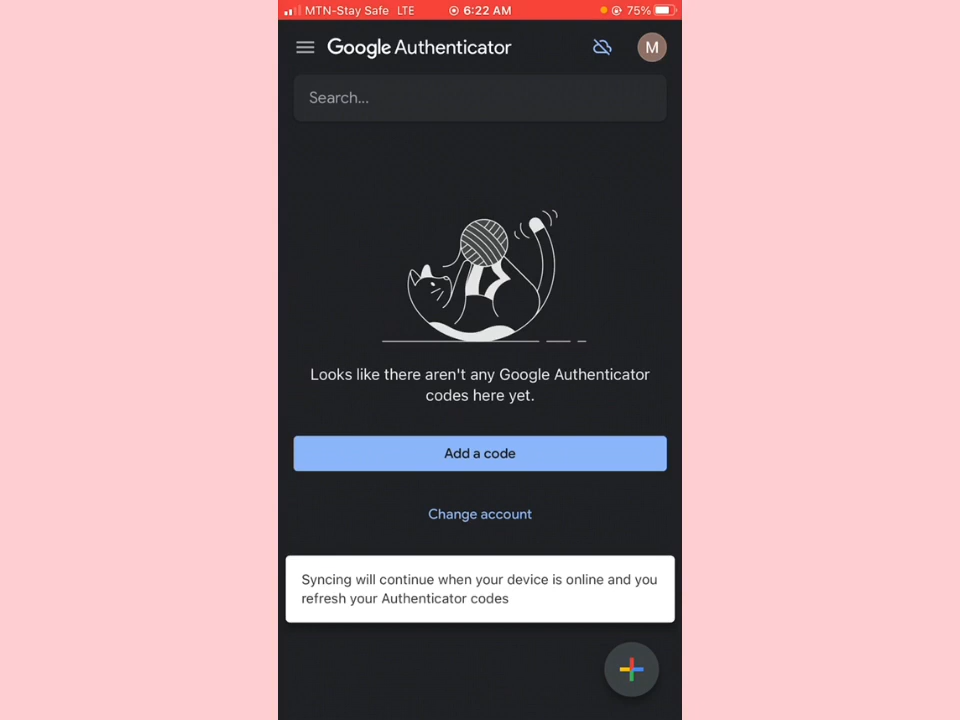 MTN-Stay Safe LTE 6:22 AM 75%
Google Authenticator M
Search...
Looks like there aren't any Google Authenticator
codes here yet.
Add a code
Change account
Syncing will continue when your device is online and you
refresh your Authenticator codes